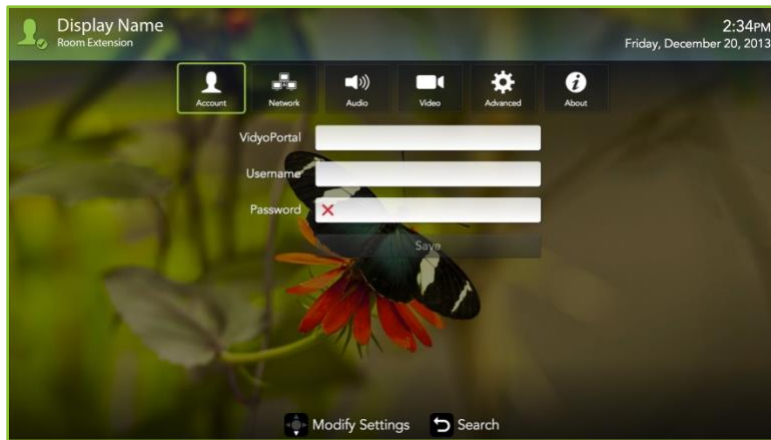 Display Name
Room Extension
2:34PM
Friday, December 20, 2013
Account
Network
Audio
Video
Advanced
About
VidyoPortal
Username
Password
Save
Modify Settings
Search